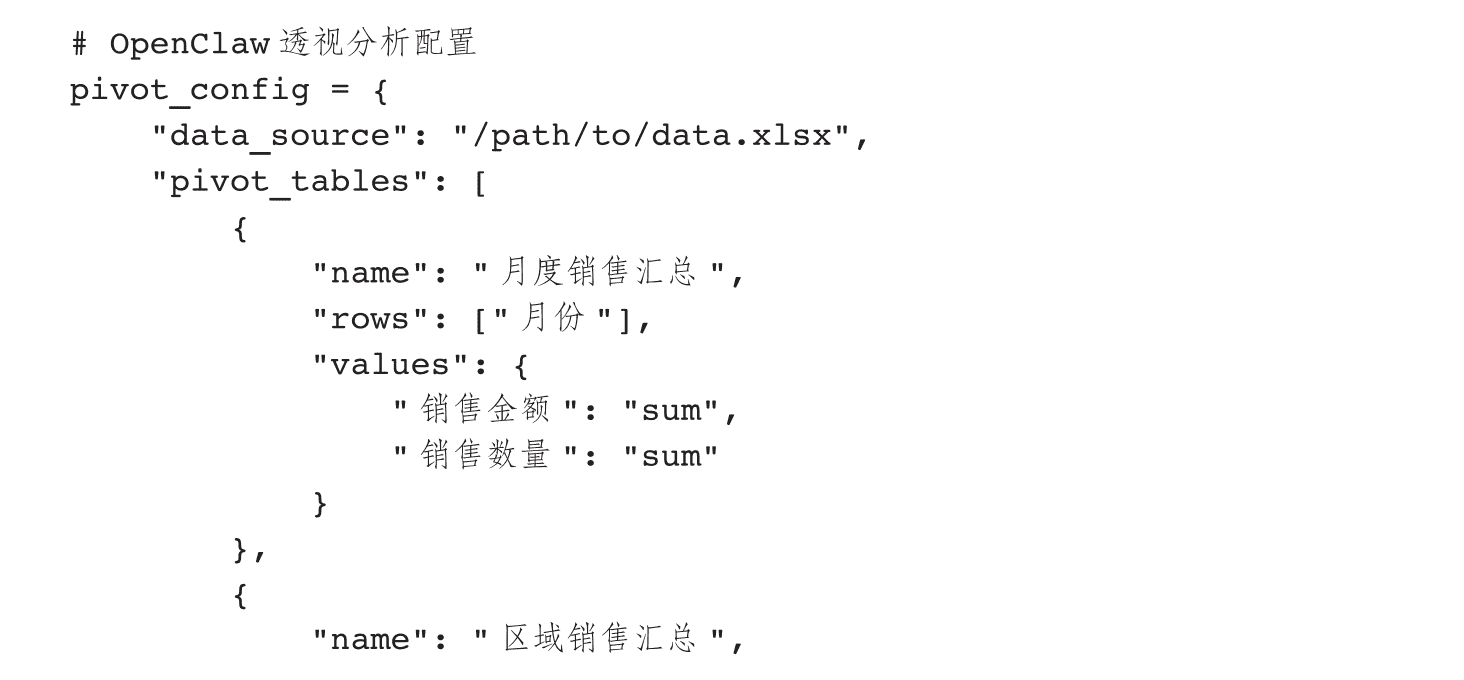 # OpenClaw 透视分析配置
pivot_config = {
    "data_source": "/path/to/data.xlsx",
    "pivot_tables": [
        {
            "name": "月度销售汇总",
            "rows": ["月份"],
            "values": {
                "销售金额": "sum",
                "销售数量": "sum"
            }
        },
        {
            "name": "区域销售汇总",